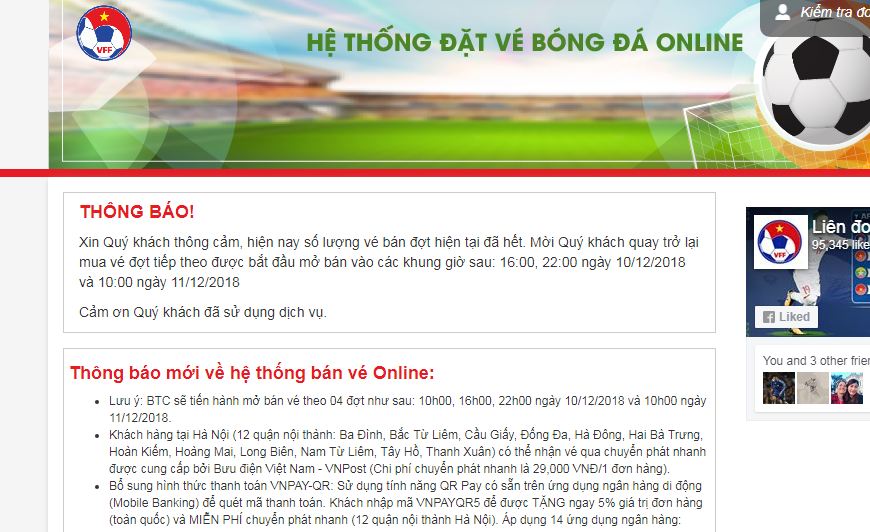 VFF
HỆ THỐNG ĐẶT VÉ BÓNG ĐÁ ONLINE
Kiểm tra đơ
THÔNG BÁO!
Xin Quý khách thông cảm, hiện nay số lượng vé bán đợt hiện tại đã hết. Mời Quý khách quay trở lại
mua vé đợt tiếp theo được bắt đầu mở bán vào các khung giờ sau: 16:00, 22:00 ngày 10/12/2018
và 10:00 ngày 11/12/2018
Cảm ơn Quý khách đã sử dụng dịch vụ.
Thông báo mới về hệ thống bán vé Online:
Lưu ý: BTC sẽ tiến hành mở bán vé theo 04 đợt như sau: 10h00, 16h00, 22h00 ngày 10/12/2018 và 10h00 ngày
11/12/2018.
Khách hàng tại Hà Nội (12 quận nội thành: Ba Đình, Bắc Từ Liêm, Cầu Giấy, Đống Đa, Hà Đông, Hai Bà Trưng,
Hoàn Kiếm, Hoàng Mai, Long Biên, Nam Từ Liêm, Tây Hồ, Thanh Xuân) có thể nhận vé qua chuyển phát nhanh
được cung cấp bởi Bưu điện Việt Nam - VNPost (Chi phí chuyển phát nhanh là 29,000 VNĐ/1 đơn hàng).
Bổ sung hình thức thanh toán VNPAY-QR: Sử dụng tính năng QR Pay có sẵn trên ứng dụng ngân hàng di động
(Mobile Banking) để quét mã thanh toán. Khách nhập mã VNPAYQR5 để được TẶNG ngay 5% giá trị đơn hàng
(toàn quốc) và MIỄN PHÍ chuyển phát nhanh (12 quận nội thành Hà Nội). Áp dụng 14 ứng dụng ngân hàng:
Liên đo
95,345 like
Liked
You and 3 other frien